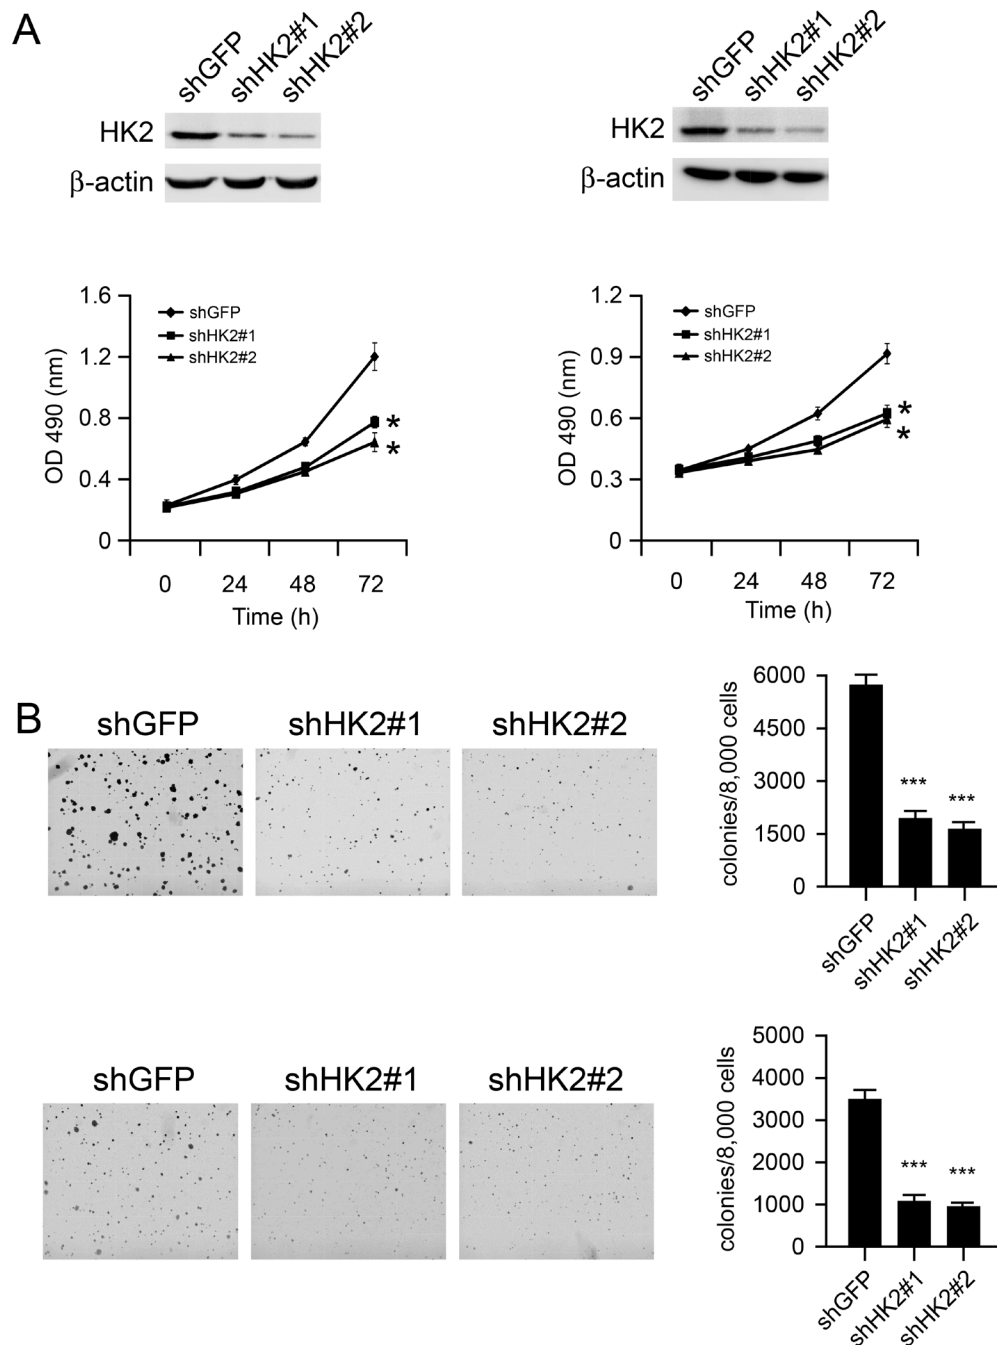 A
shGFP shHK2#1 shHK2#2
HK2
β-actin
shGFP shHK2#1 shHK2#2
HK2
β-actin
1.6
1.2
0.8
0.4
0
OD 490 (nm)
shGFP
shHK2#1
shHK2#2
*
*
0 24 48 72
Time (h)
1.2
0.9
0.6
0.3
0
OD 490 (nm)
shGFP
shHK2#1
shHK2#2
*
*
0 24 48 72
Time (h)
B
shGFP shHK2#1 shHK2#2
colonies/8,000 cells
6000
4500
3000
1500
0
*** ***
shGFP shHK2#1 shHK2#2
shGFP shHK2#1 shHK2#2
colonies/8,000 cells
5000
4000
3000
2000
1000
0
*** ***
shGFP shHK2#1 shHK2#2